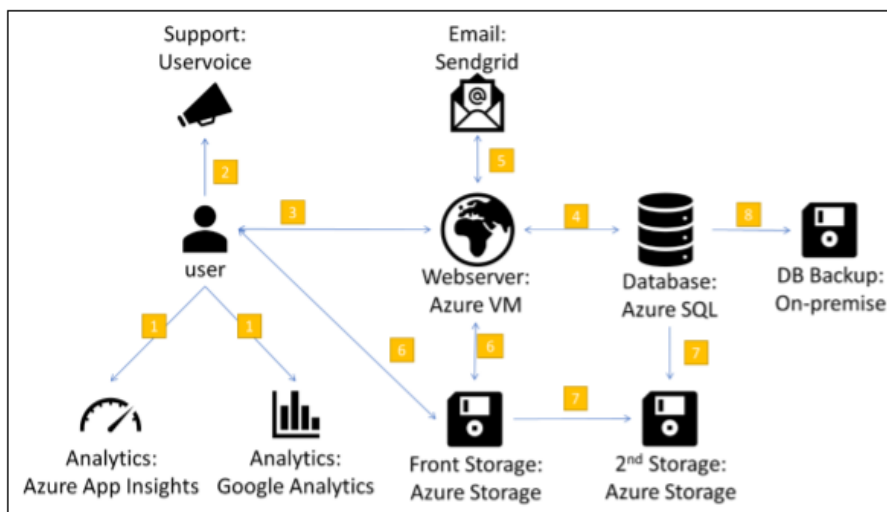 Support:
Uservoice
Email:
Sendgrid
@
2
5
3
4
8
user
Webserver:
Azure VM
Database:
Azure SQL
DB Backup:
On-premise
1
1
6
6
7
7
Analytics:
Azure App Insights
Analytics:
Google Analytics
Front Storage:
Azure Storage
2nd Storage:
Azure Storage